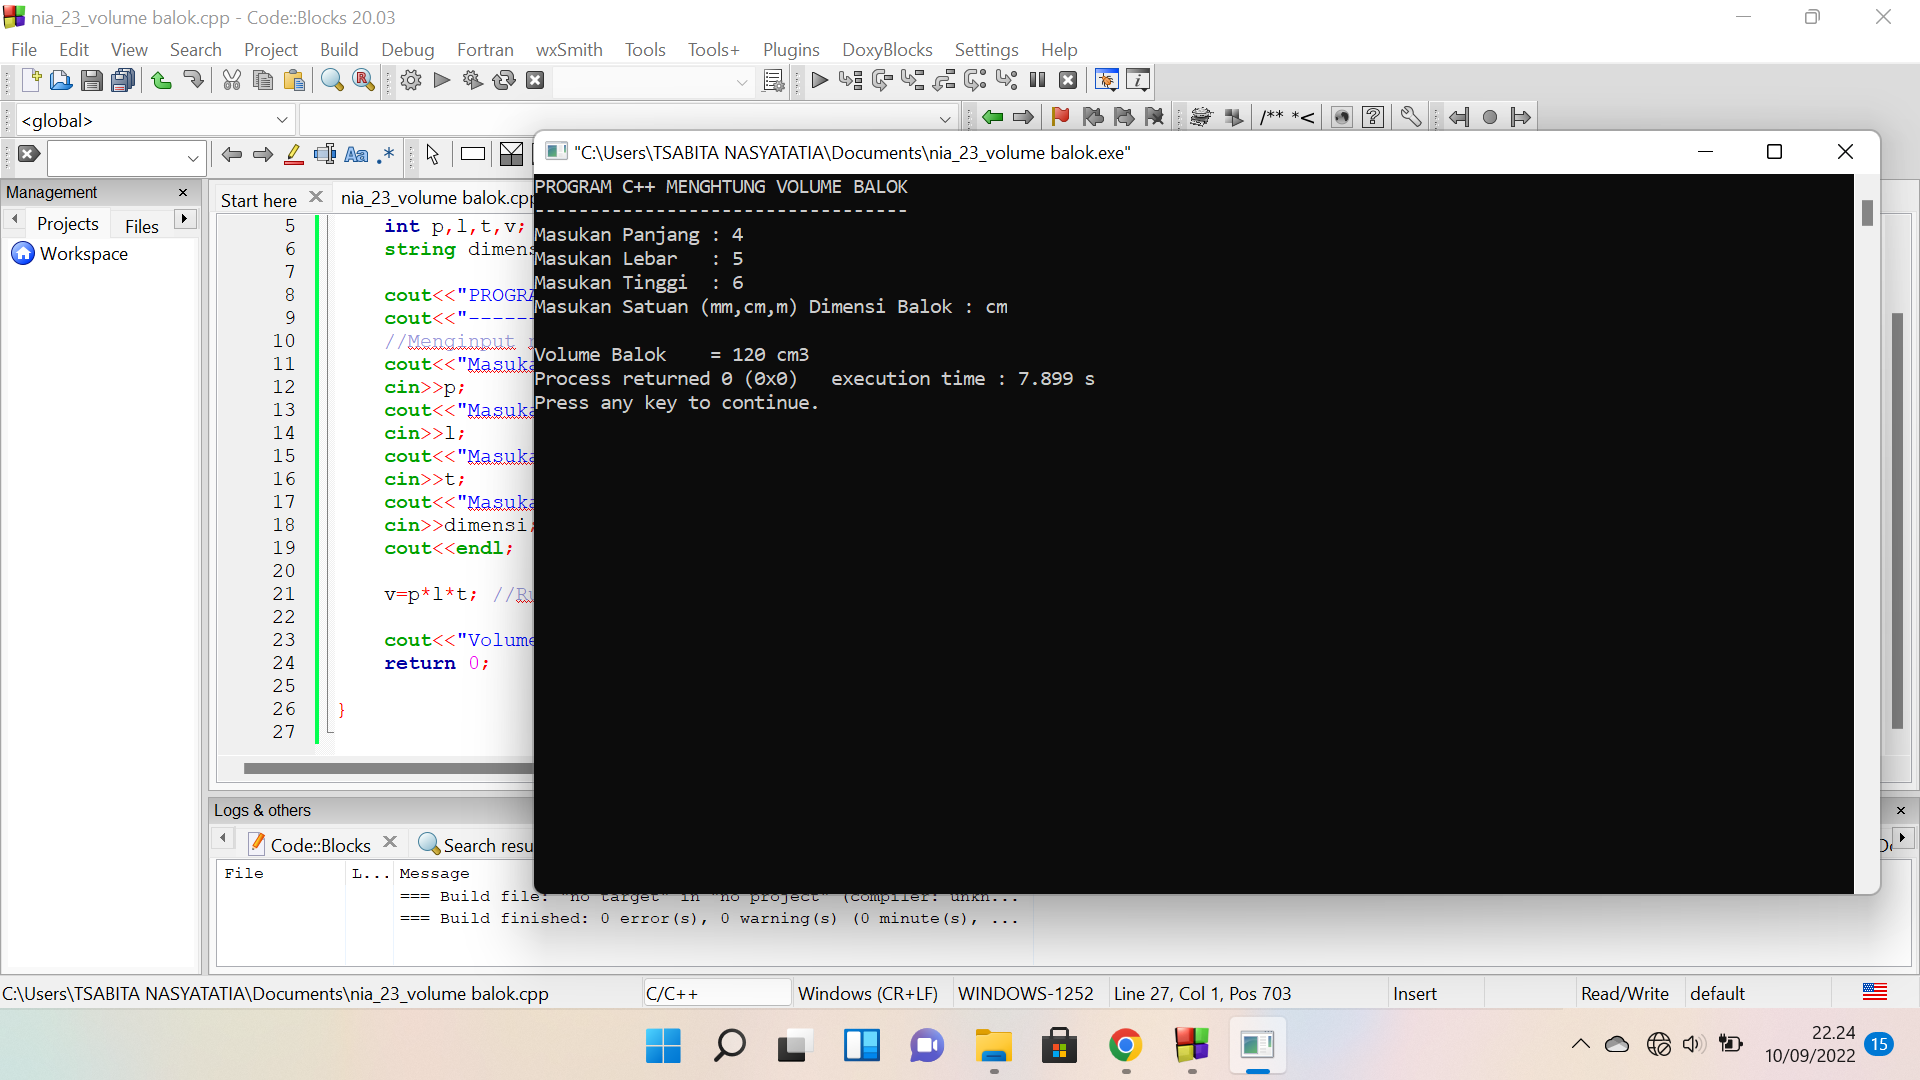 nia_23_volume balok.cpp - Code::Blocks 20.03
File Edit View Search Project Build Debug Fortran wxSmith Tools Tools+ Plugins DoxyBlocks Settings Help
<global>
/** *<
Aa .*
"C:\Users\TSABITA NASYATATIA\Documents\nia_23_volume balok.exe"
PROGRAM C++ MENGHTUNG VOLUME BALOK
----------------------------------
Masukan Panjang : 4
Masukan Lebar   : 5
Masukan Tinggi  : 6
Masukan Satuan (mm,cm,m) Dimensi Balok : cm
Volume Balok    = 120 cm3
Process returned 0 (0x0)   execution time : 7.899 s
Press any key to continue.
Management
Projects Files
Workspace
Start here nia_23_volume balok.cpp
5 int p,l,t,v;
6 string dimens
7
8 cout<<"PROGRA
9 cout<<"------
10 //Menginput
11 cout<<"Masuka
12 cin>>p;
13 cout<<"Masuka
14 cin>>l;
15 cout<<"Masuka
16 cin>>t;
17 cout<<"Masuka
18 cin>>dimensi;
19 cout<<endl;
20
21 v=p*l*t; //Ru
22
23 cout<<"Volume
24 return 0;
25
26 }
27
Logs & others
Code::Blocks Search resu
File L... Message
=== Build file: "no target" in "no project" (compiler: unkn...
=== Build finished: 0 error(s), 0 warning(s) (0 minute(s), ...
C:\Users\TSABITA NASYATATIA\Documents\nia_23_volume balok.cpp C/C++ Windows (CR+LF) WINDOWS-1252 Line 27, Col 1, Pos 703 Insert Read/Write default
22.24
10/09/2022
15